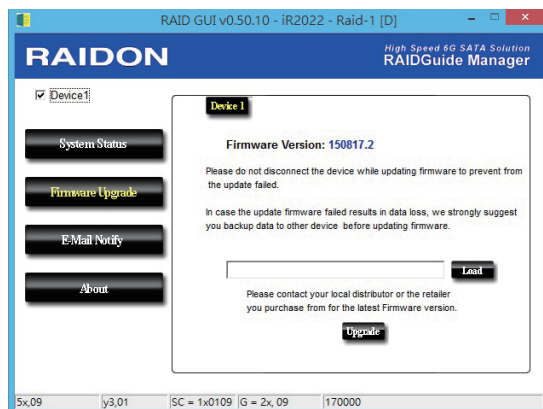 RAID GUI v0.50.10 - iR2022 - Raid-1 [D]
RAIDON
High Speed 6G SATA Solution
RAIDGuide Manager
Device1
Device 1
System Status
Firmware Upgrade
E-Mail Notify
About
Firmware Version: 150817.2
Please do not disconnect the device while updating firmware to prevent from
the update failed.
In case the update firmware failed results in data loss, we strongly suggest
you backup data to other device before updating firmware.
Load
Please contact your local distributor or the retailer
you purchase from for the latest Firmware version.
Upgrade
5x,09 y3,01 SC = 1x0109 G = 2x, 09 170000